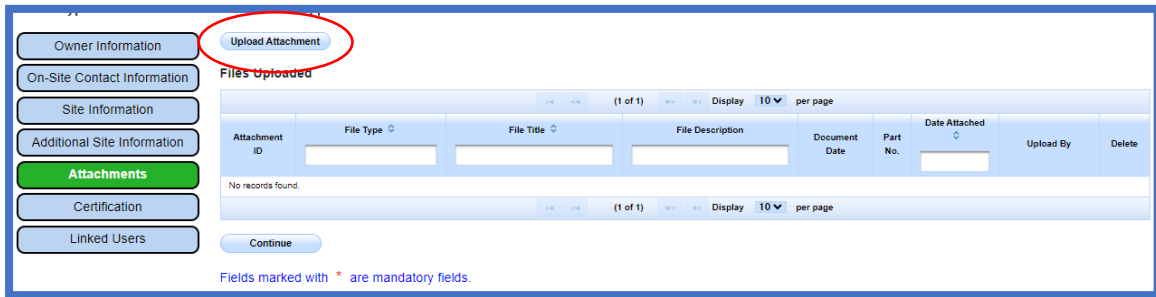 Owner Information
On-Site Contact Information
Site Information
Additional Site Information
Attachments
Certification
Linked Users
Upload Attachment
Files Uploaded
(1 of 1) Display 10 per page
Attachment ID File Type File Title File Description Document Date Part No. Date Attached Upload By Delete
No records found.
(1 of 1) Display 10 per page
Continue
Fields marked with * are mandatory fields.